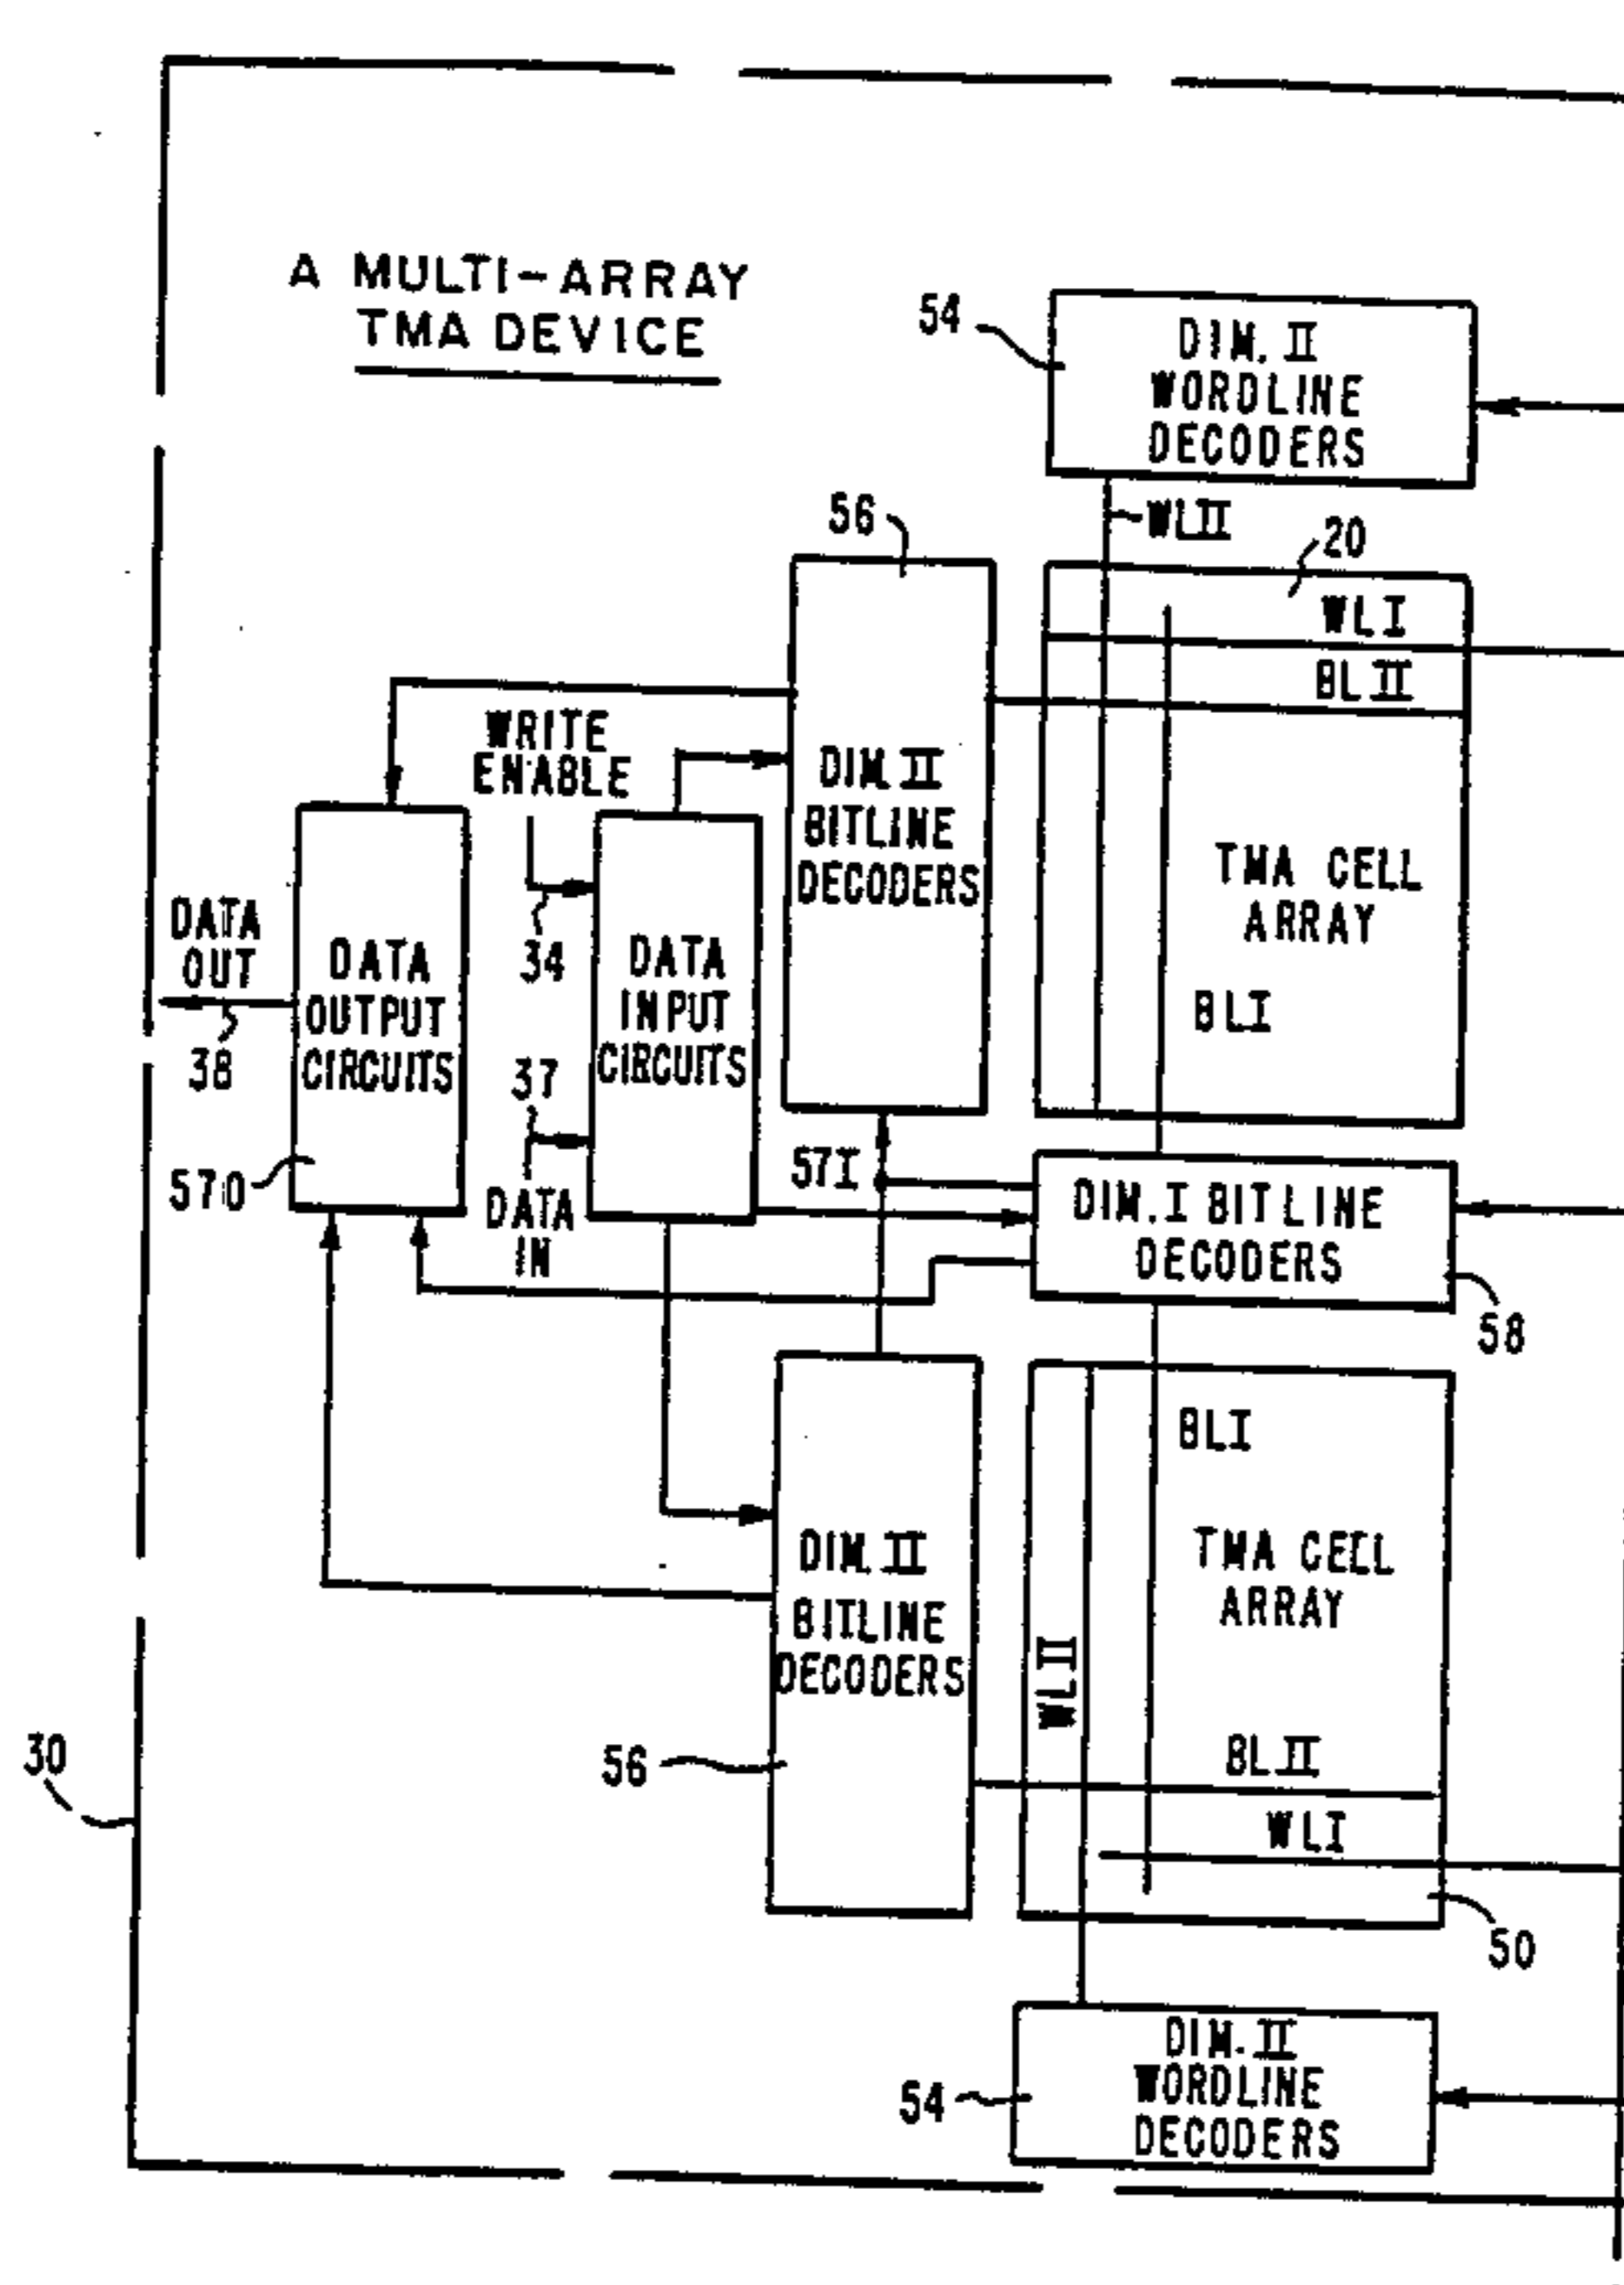 A MULTI-ARRAY
TMA DEVICE
54
DIM. II
WORDLINE
DECODERS
WLII
56
20
WLI
BLII
WRITE
ENABLE
34
DIM. II
BITLINE
DECODERS
TMA CELL
ARRAY
BLI
DATA
OUT
38
DATA
OUTPUT
CIRCUITS
570
37
DATA
IN
DATA
INPUT
CIRCUITS
57I
DIM. I BITLINE
DECODERS
58
BLI
TMA CELL
ARRAY
DIM. II
BITLINE
DECODERS
WLII
BLII
WLI
30
56
50
54
DIM. II
WORDLINE
DECODERS